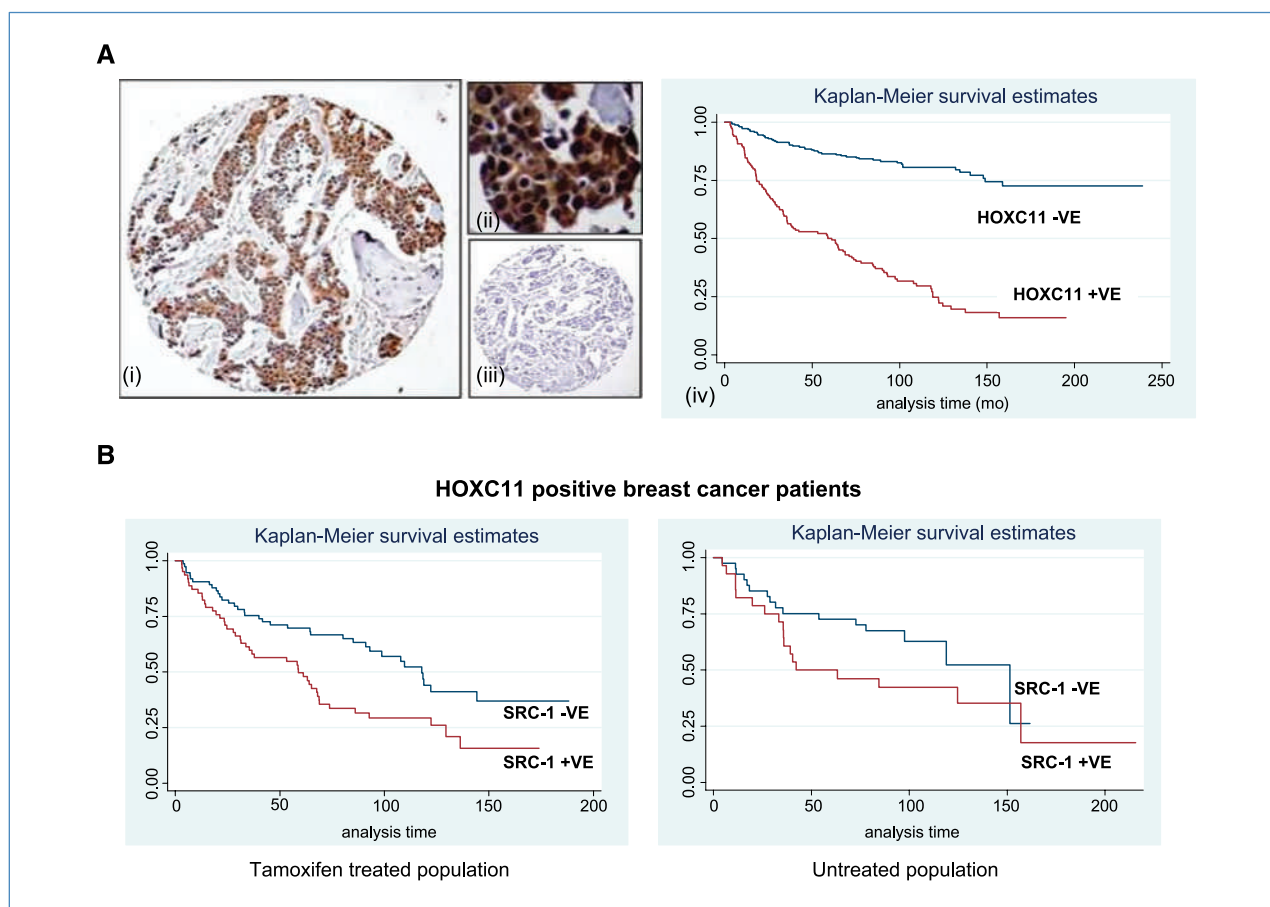 A
(i)
(ii)
(iii)
Kaplan-Meier survival estimates
1.00
0.75
0.50
0.25
0.00
HOXC11 -VE
HOXC11 +VE
0 50 100 150 200 250
(iv)
analysis time (mo)
B
HOXC11 positive breast cancer patients
Kaplan-Meier survival estimates
1.00
0.75
0.50
0.25
0.00
SRC-1 -VE
SRC-1 +VE
0 50 100 150 200
analysis time
Tamoxifen treated population
Kaplan-Meier survival estimates
1.00
0.75
0.50
0.25
0.00
SRC-1 -VE
SRC-1 +VE
0 50 100 150 200
analysis time
Untreated population